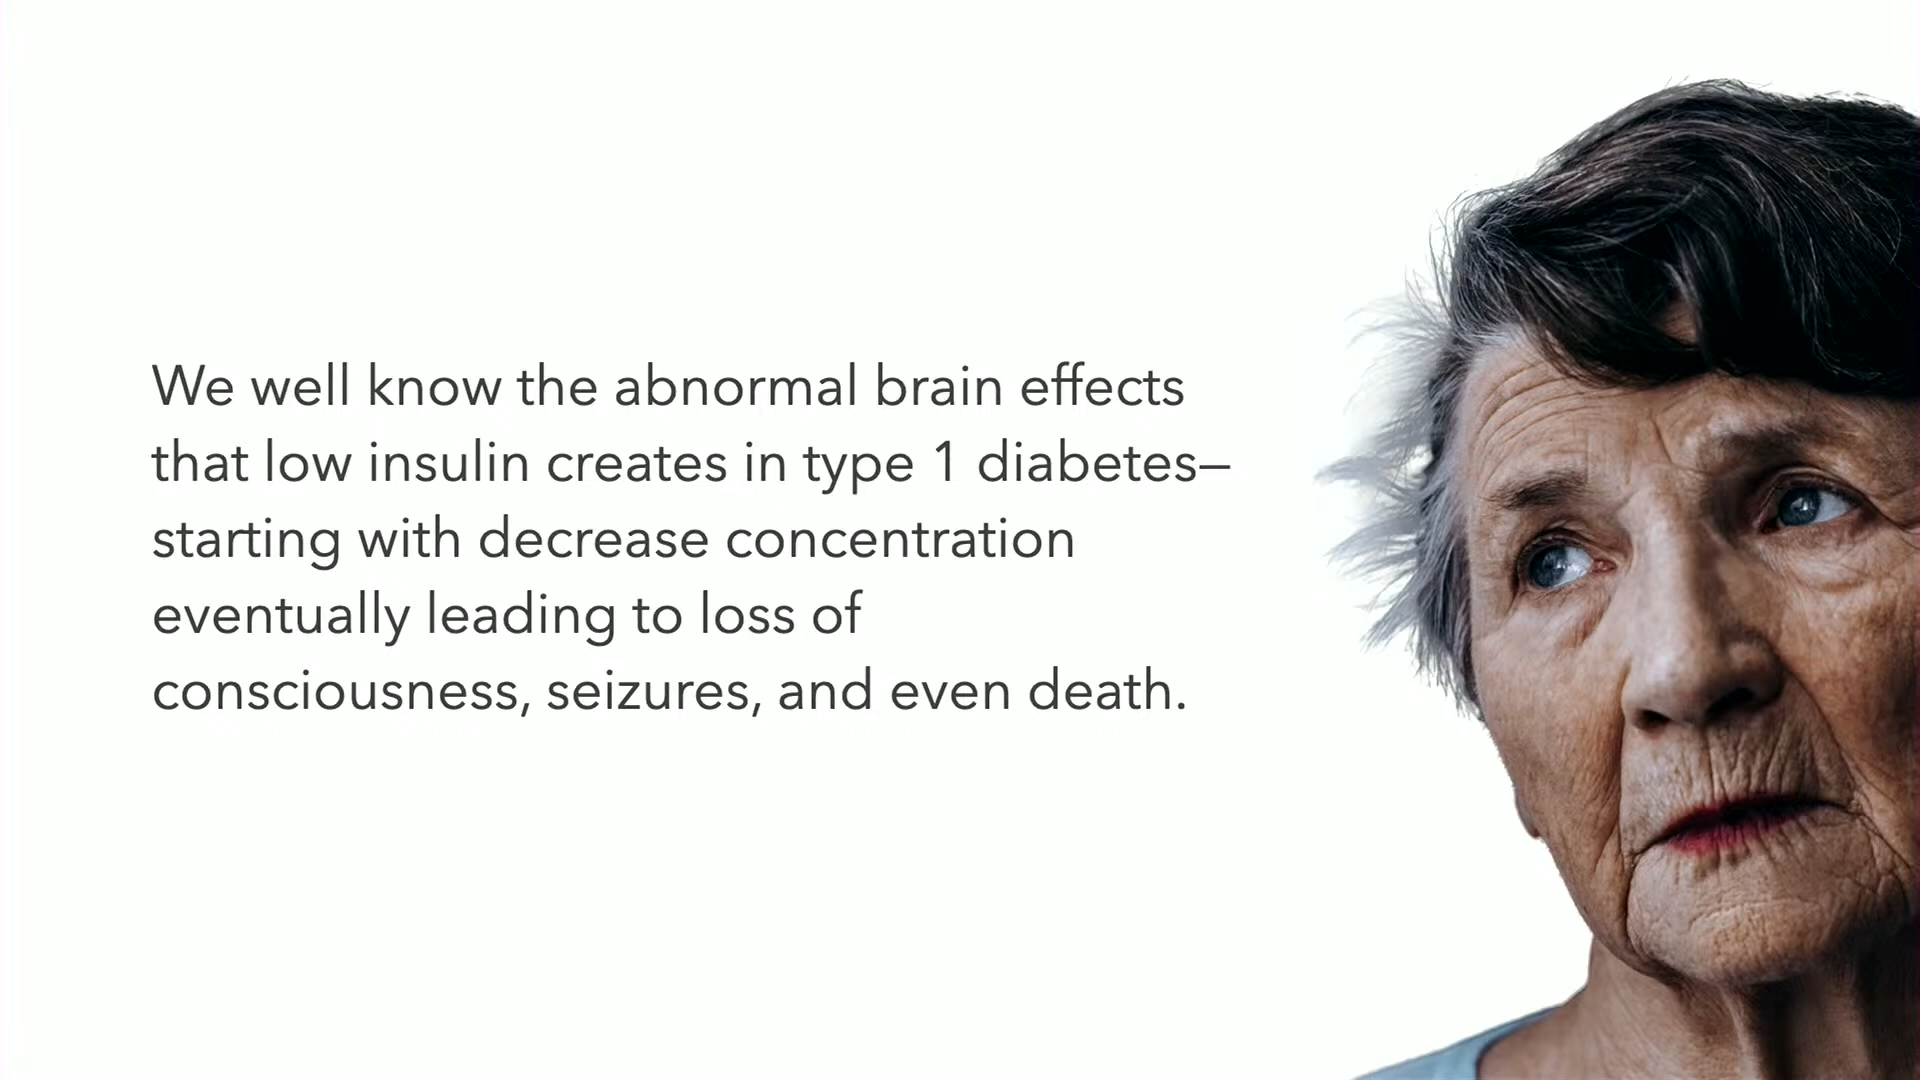 We well know the abnormal brain effects
that low insulin creates in type 1 diabetes—
starting with decrease concentration
eventually leading to loss of
consciousness, seizures, and even death.